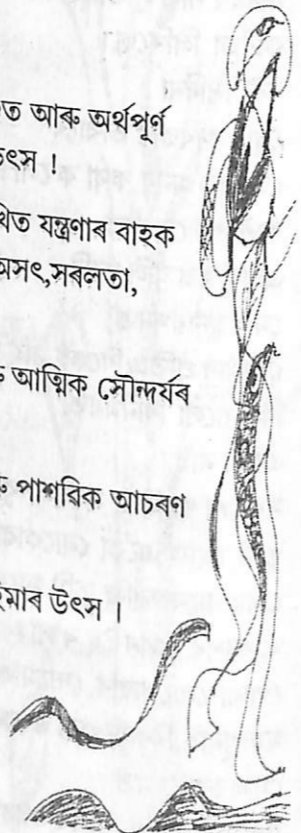 আৰু অৰ্থপূৰ্ণ
উৎস !
যন্ত্ৰণাৰ বাহক
অসৎ,সৰলতা,
আত্মিক সৌন্দৰ্যৰ
পাশৱিক আচৰণ
উৎস ।